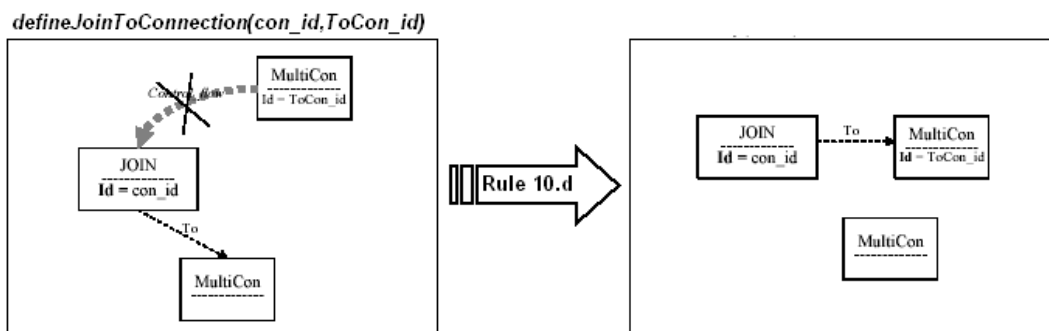 defineJoinToConnection(con_id,ToCon_id)
MultiCon
Id = ToCon_id
Control flow
JOIN
Id = con_id
To
MultiCon
Rule 10.d
JOIN
Id = con_id
To
MultiCon
Id = ToCon_id
MultiCon